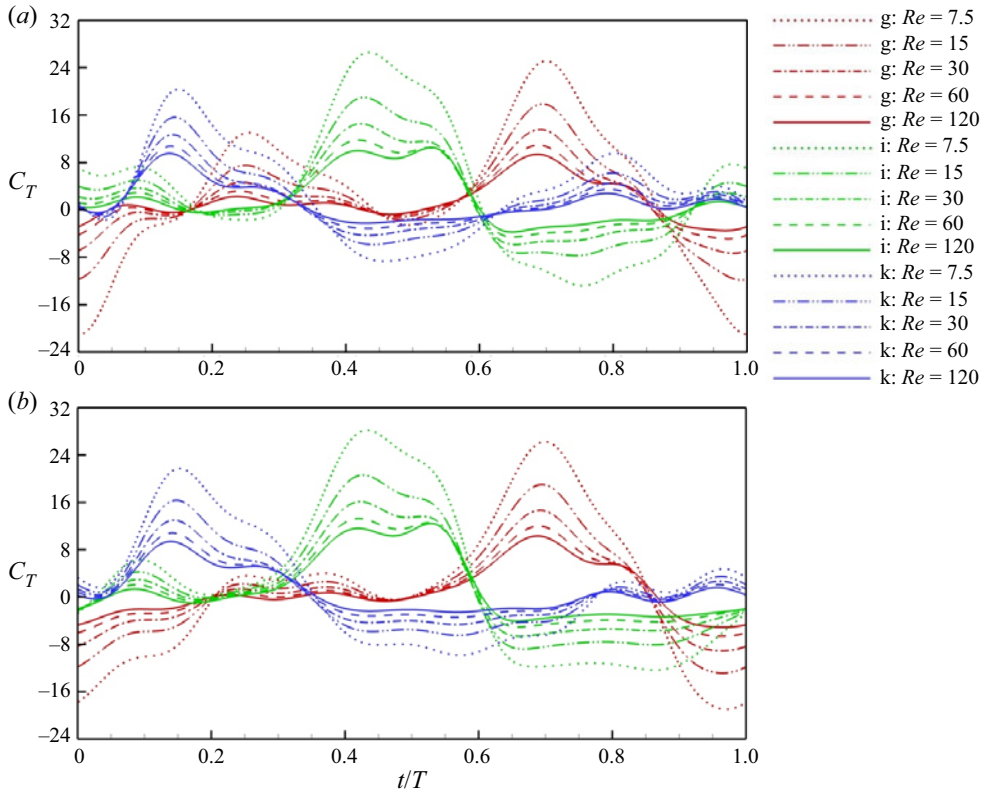 (a)
32
24
16
8
0
–8
–16
–24
C_T
0
0.2
0.4
0.6
0.8
1.0
g: Re = 7.5
g: Re = 15
g: Re = 30
g: Re = 60
g: Re = 120
i: Re = 7.5
i: Re = 15
i: Re = 30
i: Re = 60
i: Re = 120
k: Re = 7.5
k: Re = 15
k: Re = 30
k: Re = 60
k: Re = 120
(b)
32
24
16
8
0
–8
–16
–24
C_T
0
0.2
0.4
0.6
0.8
1.0
t/T